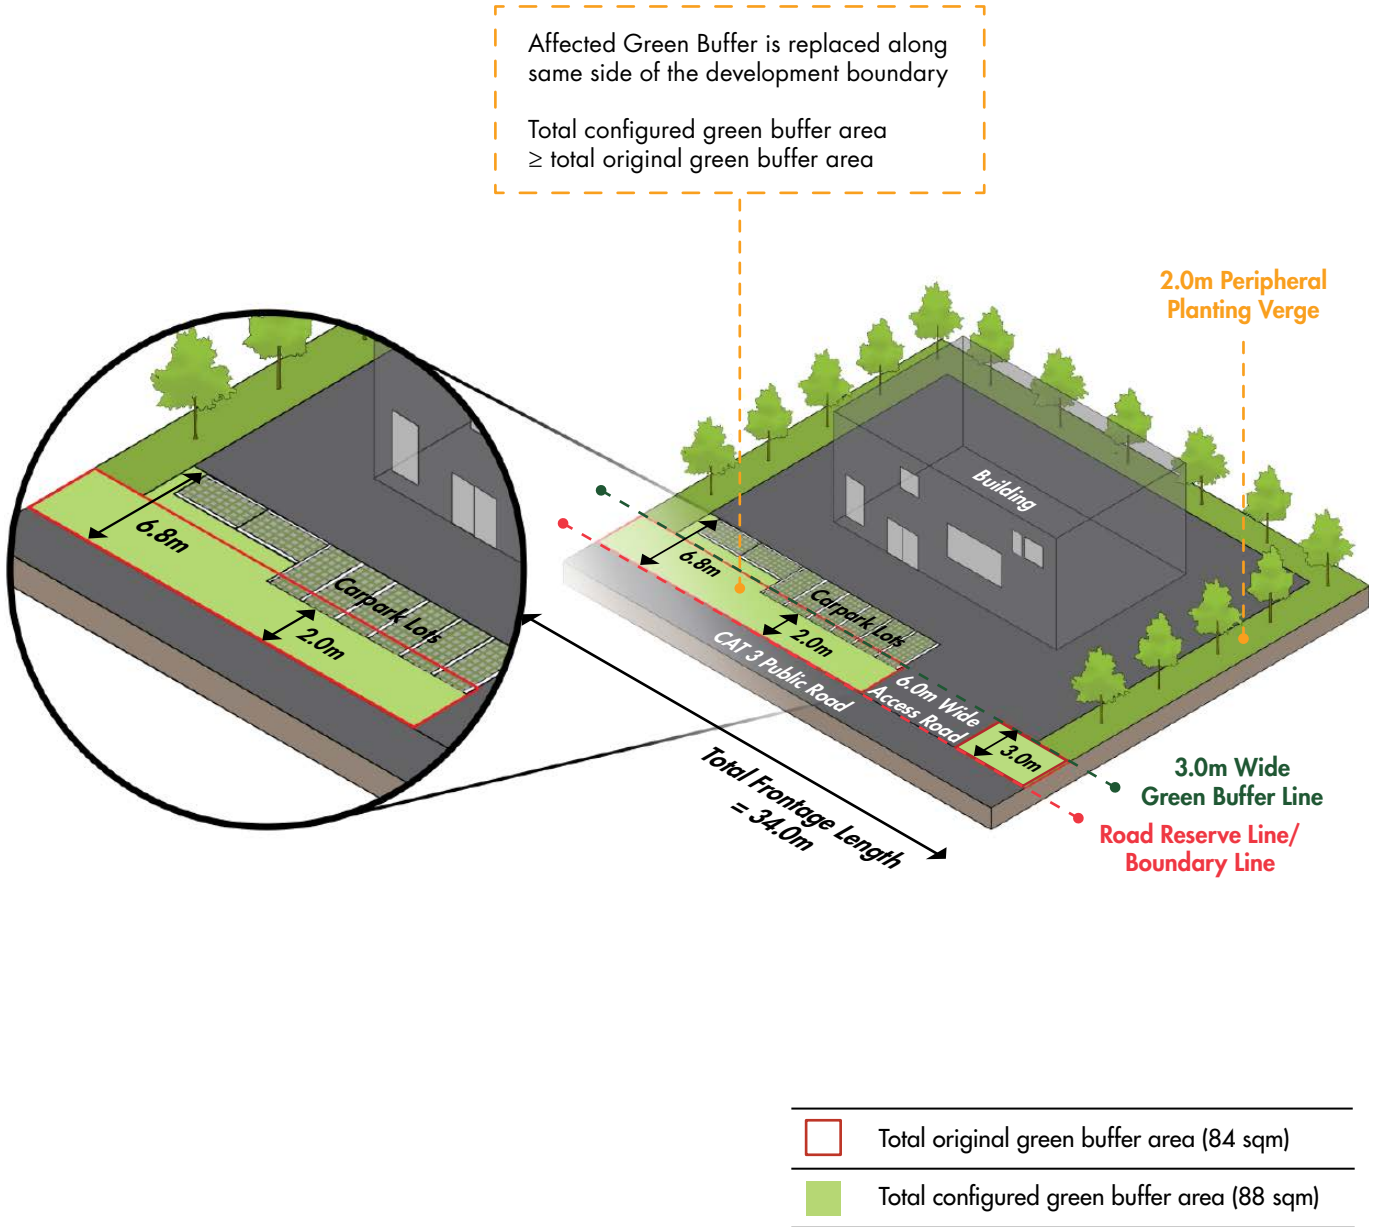 Affected Green Buffer is replaced along
same side of the development boundary
Total configured green buffer area
≥ total original green buffer area
2.0m Peripheral
Planting Verge
Building
6.8m
Carpark Lots
2.0m
6.8m
Carpark Lots
2.0m
CAT 3 Public Road
6.0m Wide
Access Road
3.0m
Total Frontage Length
= 34.0m
3.0m Wide
Green Buffer Line
Road Reserve Line/
Boundary Line
Total original green buffer area (84 sqm)
Total configured green buffer area (88 sqm)